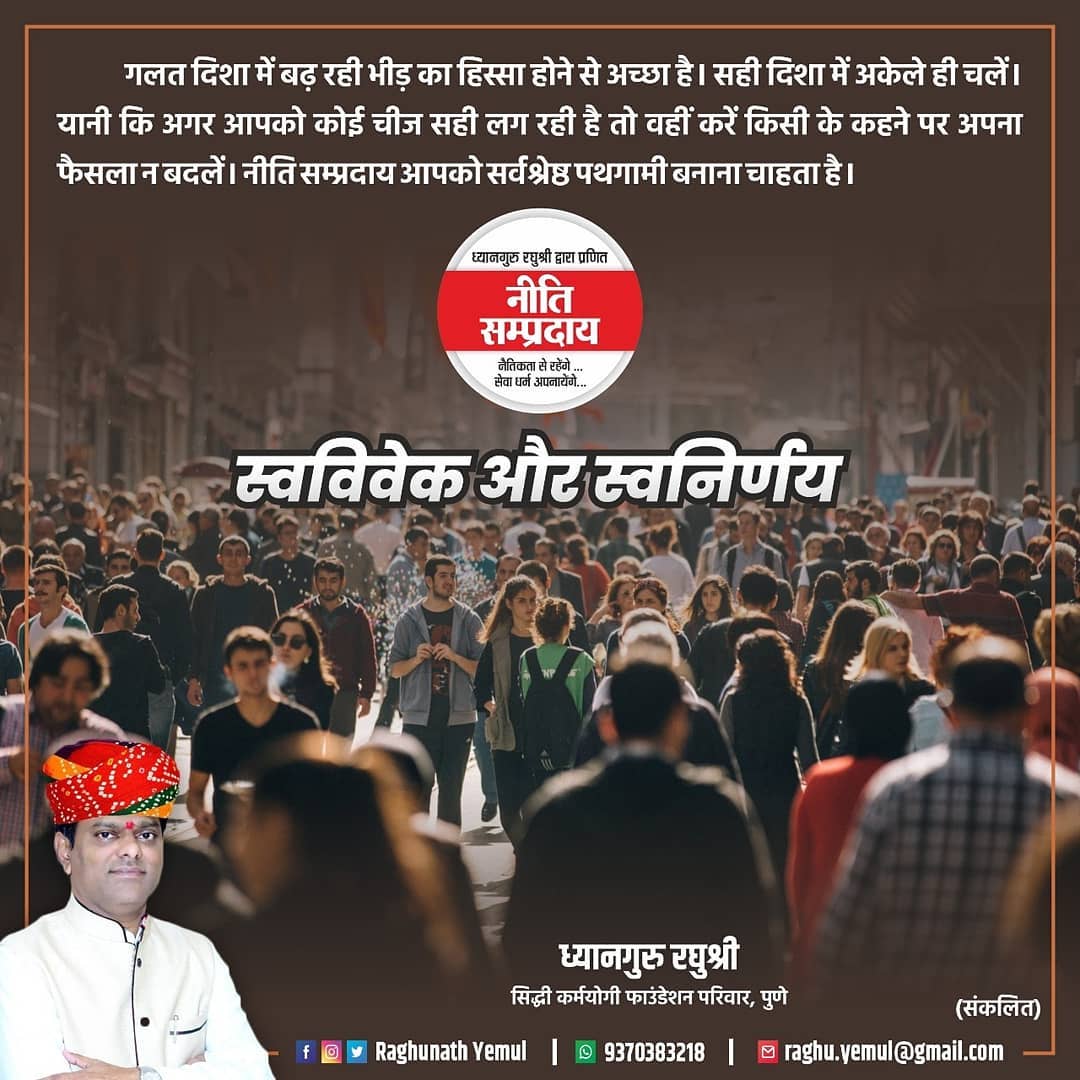 गलत दिशा में बढ़ रही भीड़ का हिस्सा होने से अच्छा है। सही दिशा में अकेले ही चलें।
यानी कि अगर आपको कोई चीज सही लग रही है तो वहीं करें किसी के कहने पर अपना
फैसला न बदलें। नीति सम्प्रदाय आपको सर्वश्रेष्ठ पथगामी बनाना चाहता है।
ध्यानगुरु रघुश्री द्वारा प्रणित
नीति
सम्प्रदाय
नैतिकता से रहेंगे ...
सेवा धर्म अपनायेंगे...
स्वविवेक और स्वनिर्णय
ध्यानगुरु रघुश्री
सिद्धी कर्मयोगी फाउंडेशन परिवार, पुणे
(संकलित)
Raghunath Yemul | 9370383218 | raghu.yemul@gmail.com